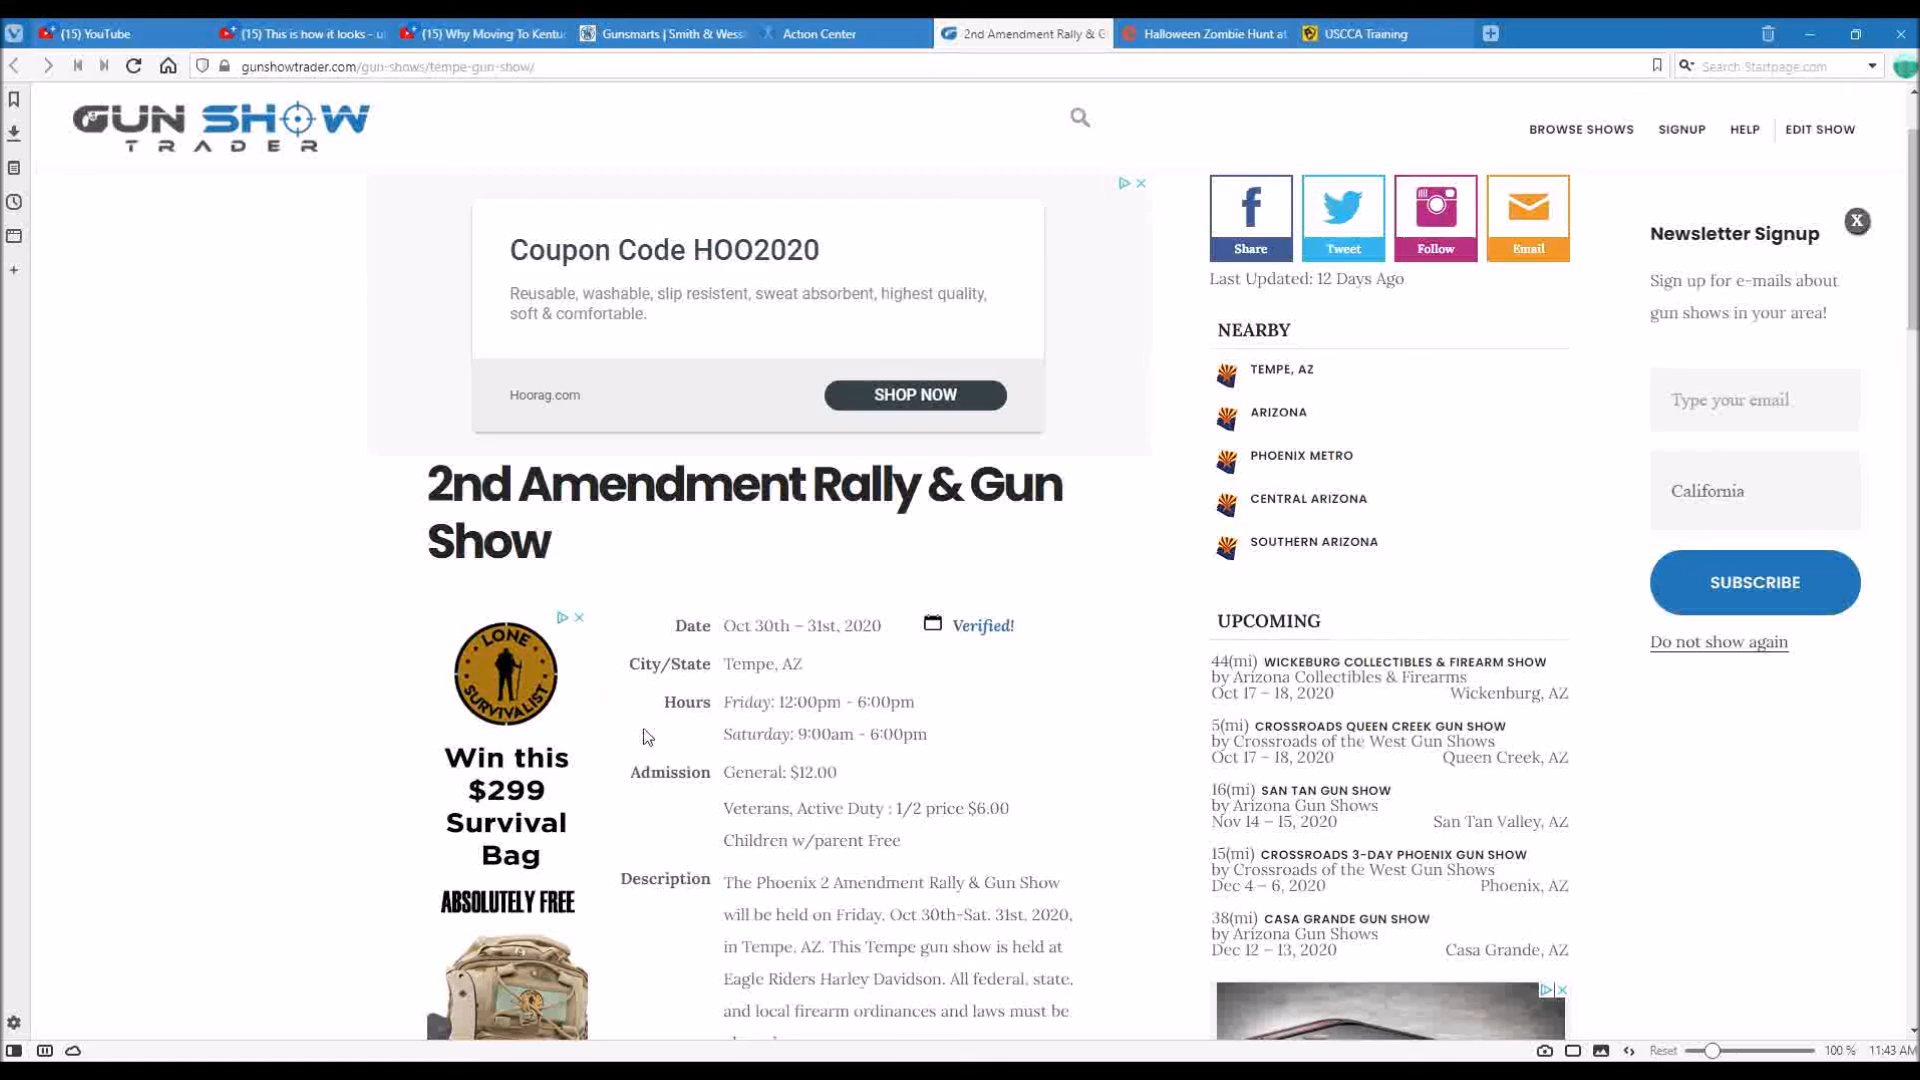 (15) YouTube
(15) This is how it looks - u
(15) Why Moving To Kentu
Gunsmarts | Smith & Wess
Action Center
2nd Amendment Rally & G
Halloween Zombie Hunt at
USCCA Training
gunshowtrader.com/gun-shows/tempe-gun-show/
Search Startpage.com
GUN SHOW
TRADER
BROWSE SHOWS
SIGNUP
HELP
EDIT SHOW
Coupon Code HOO2020
Reusable, washable, slip resistent, sweat absorbent, highest quality,
soft & comfortable.
Hoorag.com
SHOP NOW
2nd Amendment Rally & Gun
Show
LONE
SURVIVALIST
Win this
$299
Survival
Bag
ABSOLUTELY FREE
Date Oct 30th – 31st, 2020 Verified!
City/State Tempe, AZ
Hours Friday: 12:00pm - 6:00pm
Saturday: 9:00am - 6:00pm
Admission General: $12.00
Veterans, Active Duty : 1/2 price $6.00
Children w/parent Free
Description The Phoenix 2 Amendment Rally & Gun Show
will be held on Friday, Oct 30th-Sat. 31st, 2020,
in Tempe, AZ. This Tempe gun show is held at
Eagle Riders Harley Davidson. All federal, state,
and local firearm ordinances and laws must be
Share
Tweet
Follow
Email
Last Updated: 12 Days Ago
NEARBY
TEMPE, AZ
ARIZONA
PHOENIX METRO
CENTRAL ARIZONA
SOUTHERN ARIZONA
UPCOMING
44(mi) WICKEBURG COLLECTIBLES & FIREARM SHOW
by Arizona Collectibles & Firearms
Oct 17 – 18, 2020 Wickenburg, AZ
5(mi) CROSSROADS QUEEN CREEK GUN SHOW
by Crossroads of the West Gun Shows
Oct 17 – 18, 2020 Queen Creek, AZ
16(mi) SAN TAN GUN SHOW
by Arizona Gun Shows
Nov 14 – 15, 2020 San Tan Valley, AZ
15(mi) CROSSROADS 3-DAY PHOENIX GUN SHOW
by Crossroads of the West Gun Shows
Dec 4 – 6, 2020 Phoenix, AZ
38(mi) CASA GRANDE GUN SHOW
by Arizona Gun Shows
Dec 12 – 13, 2020 Casa Grande, AZ
Newsletter Signup
X
Sign up for e-mails about
gun shows in your area!
Type your email
California
SUBSCRIBE
Do not show again
Reset
100 %
11:43 AM